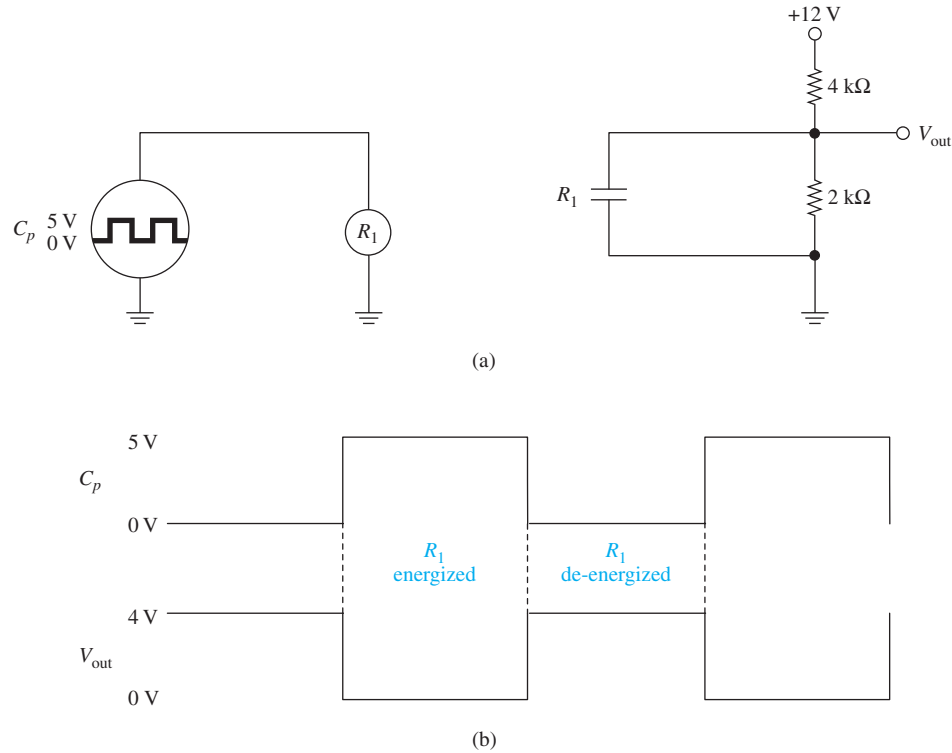 +12 V
4 kΩ
V_out
R_1
2 kΩ
C_p
5 V
0 V
R_1
(a)
5 V
C_p
0 V
R_1
energized
R_1
de-energized
4 V
V_out
0 V
(b)